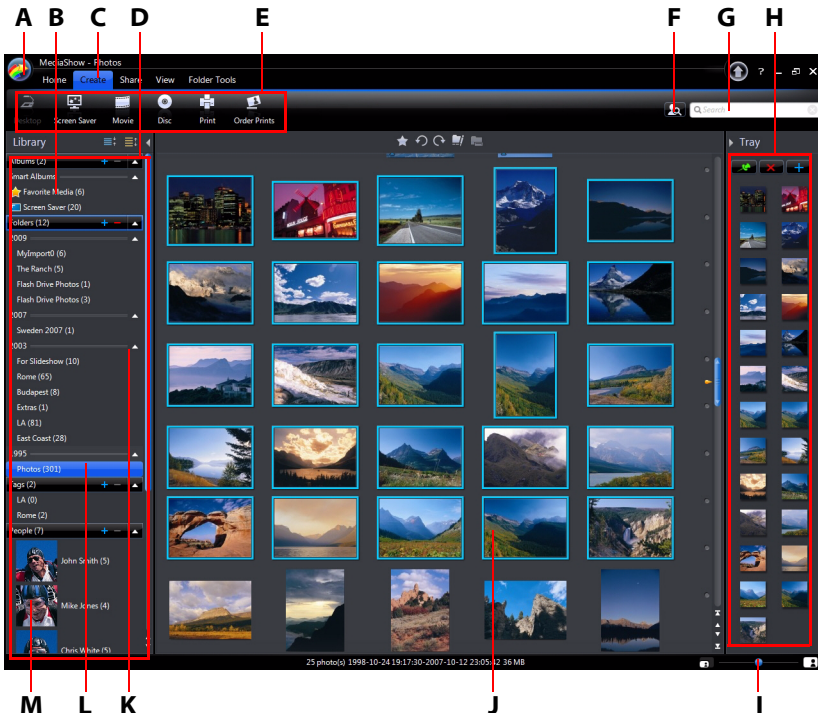 A B C D E F G H
MediaShow - Photos
Home Create Share View Folder Tools
?
Desktop Screen Saver Movie Disc Print Order Prints
Search
Library
Tray
Albums (2)
Smart Albums
Favorite Media (6)
Screen Saver (20)
Folders (12)
2009
MyImport0 (6)
The Ranch (5)
Flash Drive Photos (1)
Flash Drive Photos (3)
2007
Sweden 2007 (1)
2003
For Slideshow (10)
Rome (65)
Budapest (8)
Extras (1)
LA (81)
East Coast (28)
1995
Photos (301)
Tags (2)
LA (0)
Rome (2)
People (7)
John Smith (5)
Mike Jones (4)
Chris White (5)
25 photo(s) 1998-10-24 19:17:30-2007-10-12 23:05:42 36 MB
M L K J I